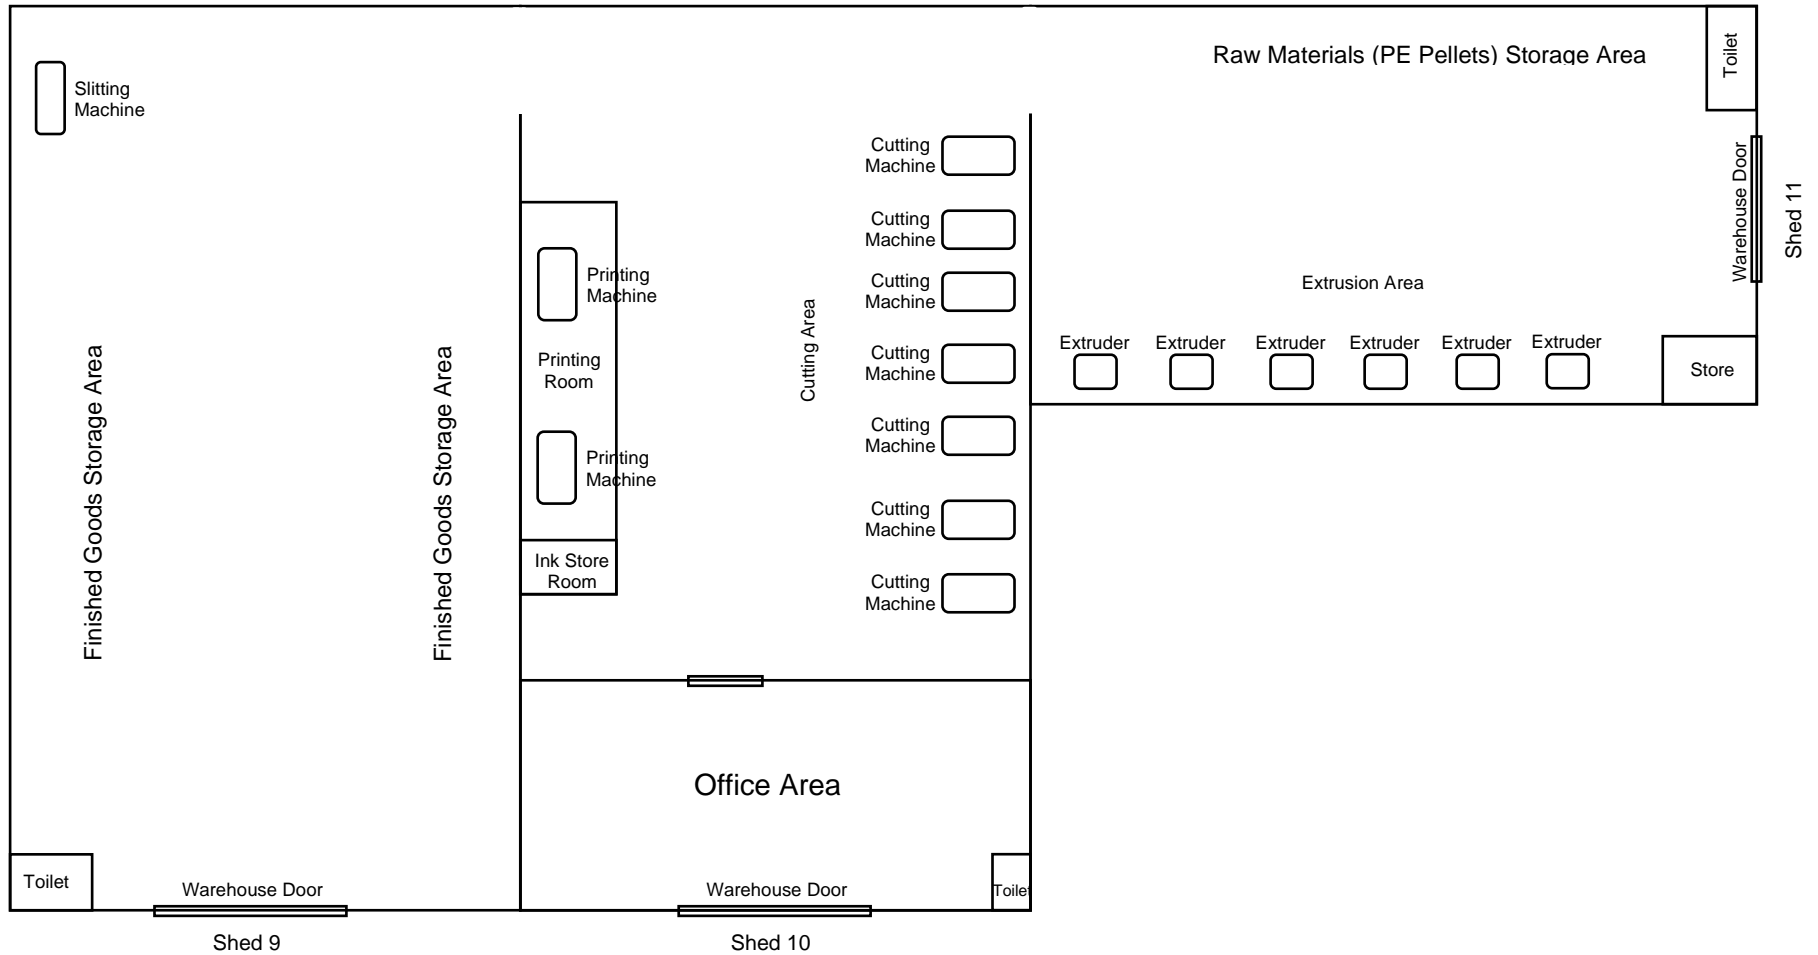 Raw Materials (PE Pellets) Storage Area
Toilet
Slitting
Machine
Cutting
Machine
Warehouse Door
Shed 11
Cutting
Machine
Printing
Machine
Cutting
Machine
Extrusion Area
Cutting Area
Finished Goods Storage Area
Finished Goods Storage Area
Printing
Room
Cutting
Machine
Extruder
Extruder
Extruder
Extruder
Extruder
Extruder
Store
Cutting
Machine
Printing
Machine
Cutting
Machine
Ink Store
Room
Cutting
Machine
Office Area
Toilet
Warehouse Door
Warehouse Door
Toilet
Shed 9
Shed 10